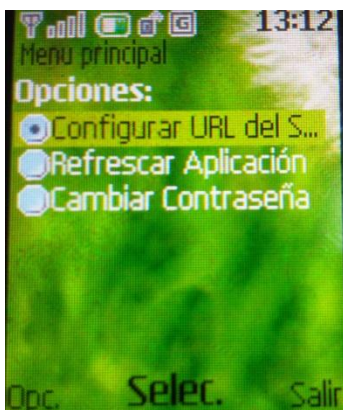 13:12
Menu principal
Opciones:
Configurar URL del S...
Refrescar Aplicación
Cambiar Contraseña
Opc. Selec. Salir